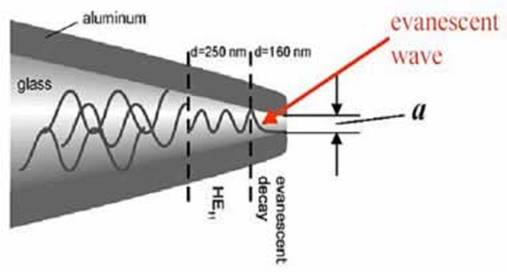 aluminum
evanescent
wave
d=250 nm
d=160 nm
glass
a
HE₁₁
evanescent
decay